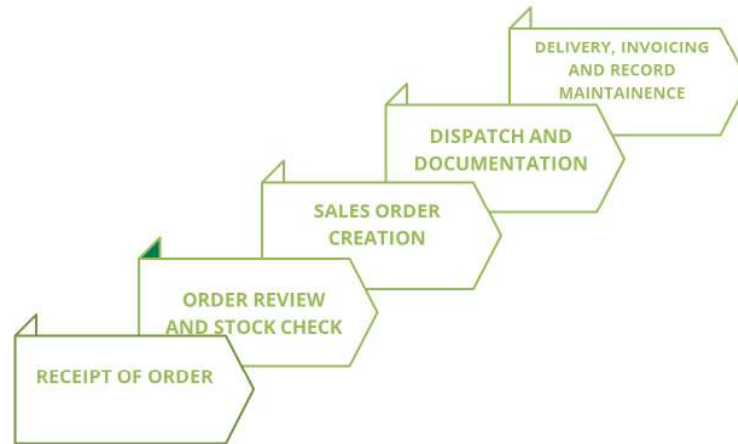 DELIVERY, INVOICING
AND RECORD
MAINTAINENCE
DISPATCH AND
DOCUMENTATION
SALES ORDER
CREATION
ORDER REVIEW
AND STOCK CHECK
RECEIPT OF ORDER